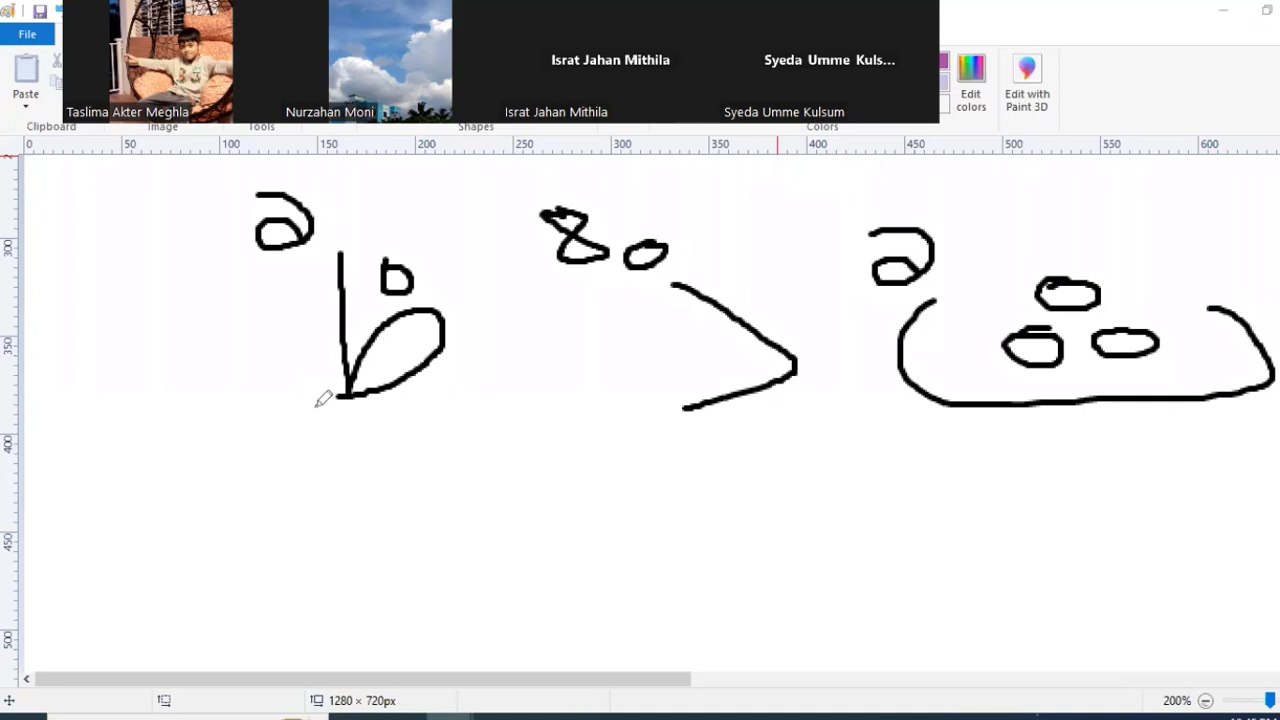 File
Taslima Akter Meghla
Nurzahan Moni
Israt Jahan Mithila
Israt Jahan Mithila
Syeda Umme Kuls...
Syeda Umme Kulsum
Paste
Edit colors
Edit with Paint 3D
Clipboard Image Tools Shapes Colors
0 50 100 150 200 250 300 350 400 450 500 550 600
300
350
400
450
500
৪০
ظ د ث
1280 × 720px
200%